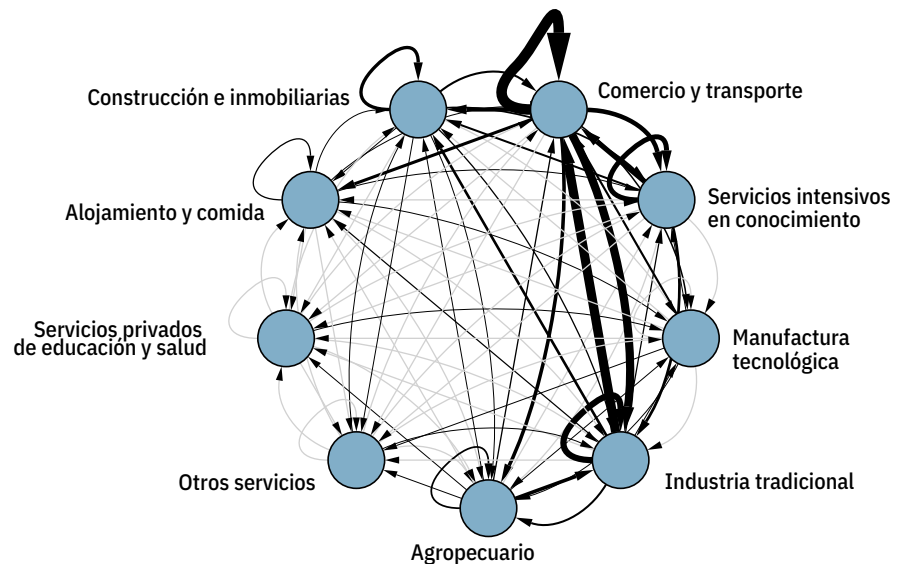 Comercio y transporte
Construcción e inmobiliarias
Servicios intensivos
en conocimiento
Alojamiento y comida
Servicios privados
de educación y salud
Manufactura
tecnológica
Otros servicios
Industria tradicional
Agropecuario